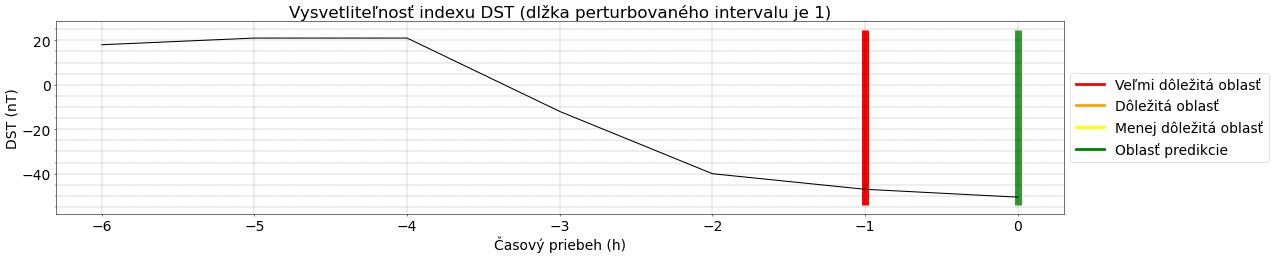 Vysvetliteľnosť indexu DST (dĺžka perturbovaného intervalu je 1)
20
0
−20
−40
DST (nT)
−6 −5 −4 −3 −2 −1 0
Časový priebeh (h)
Veľmi dôležitá oblasť
Dôležitá oblasť
Menej dôležitá oblasť
Oblasť predikcie